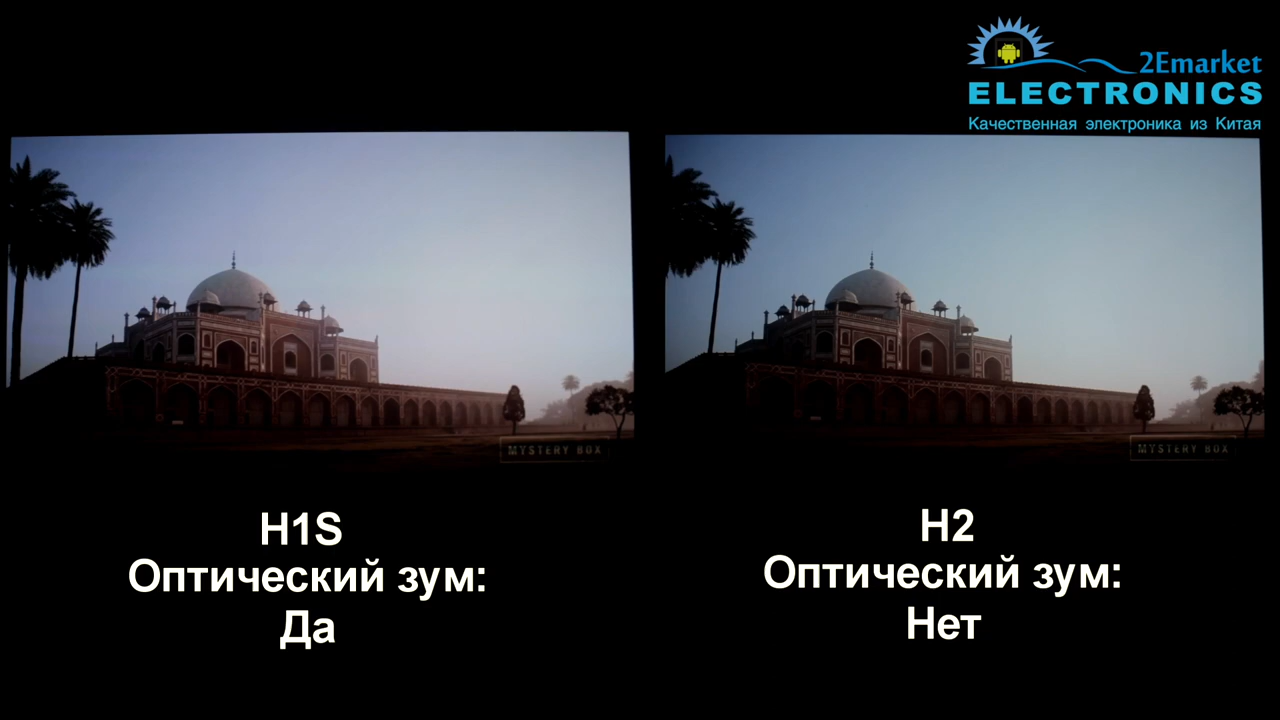 2Emarket
ELECTRONICS
Качественная электроника из Китая
MYSTERY BOX
MYSTERY BOX
H1S
Оптический зум:
Да
H2
Оптический зум:
Нет